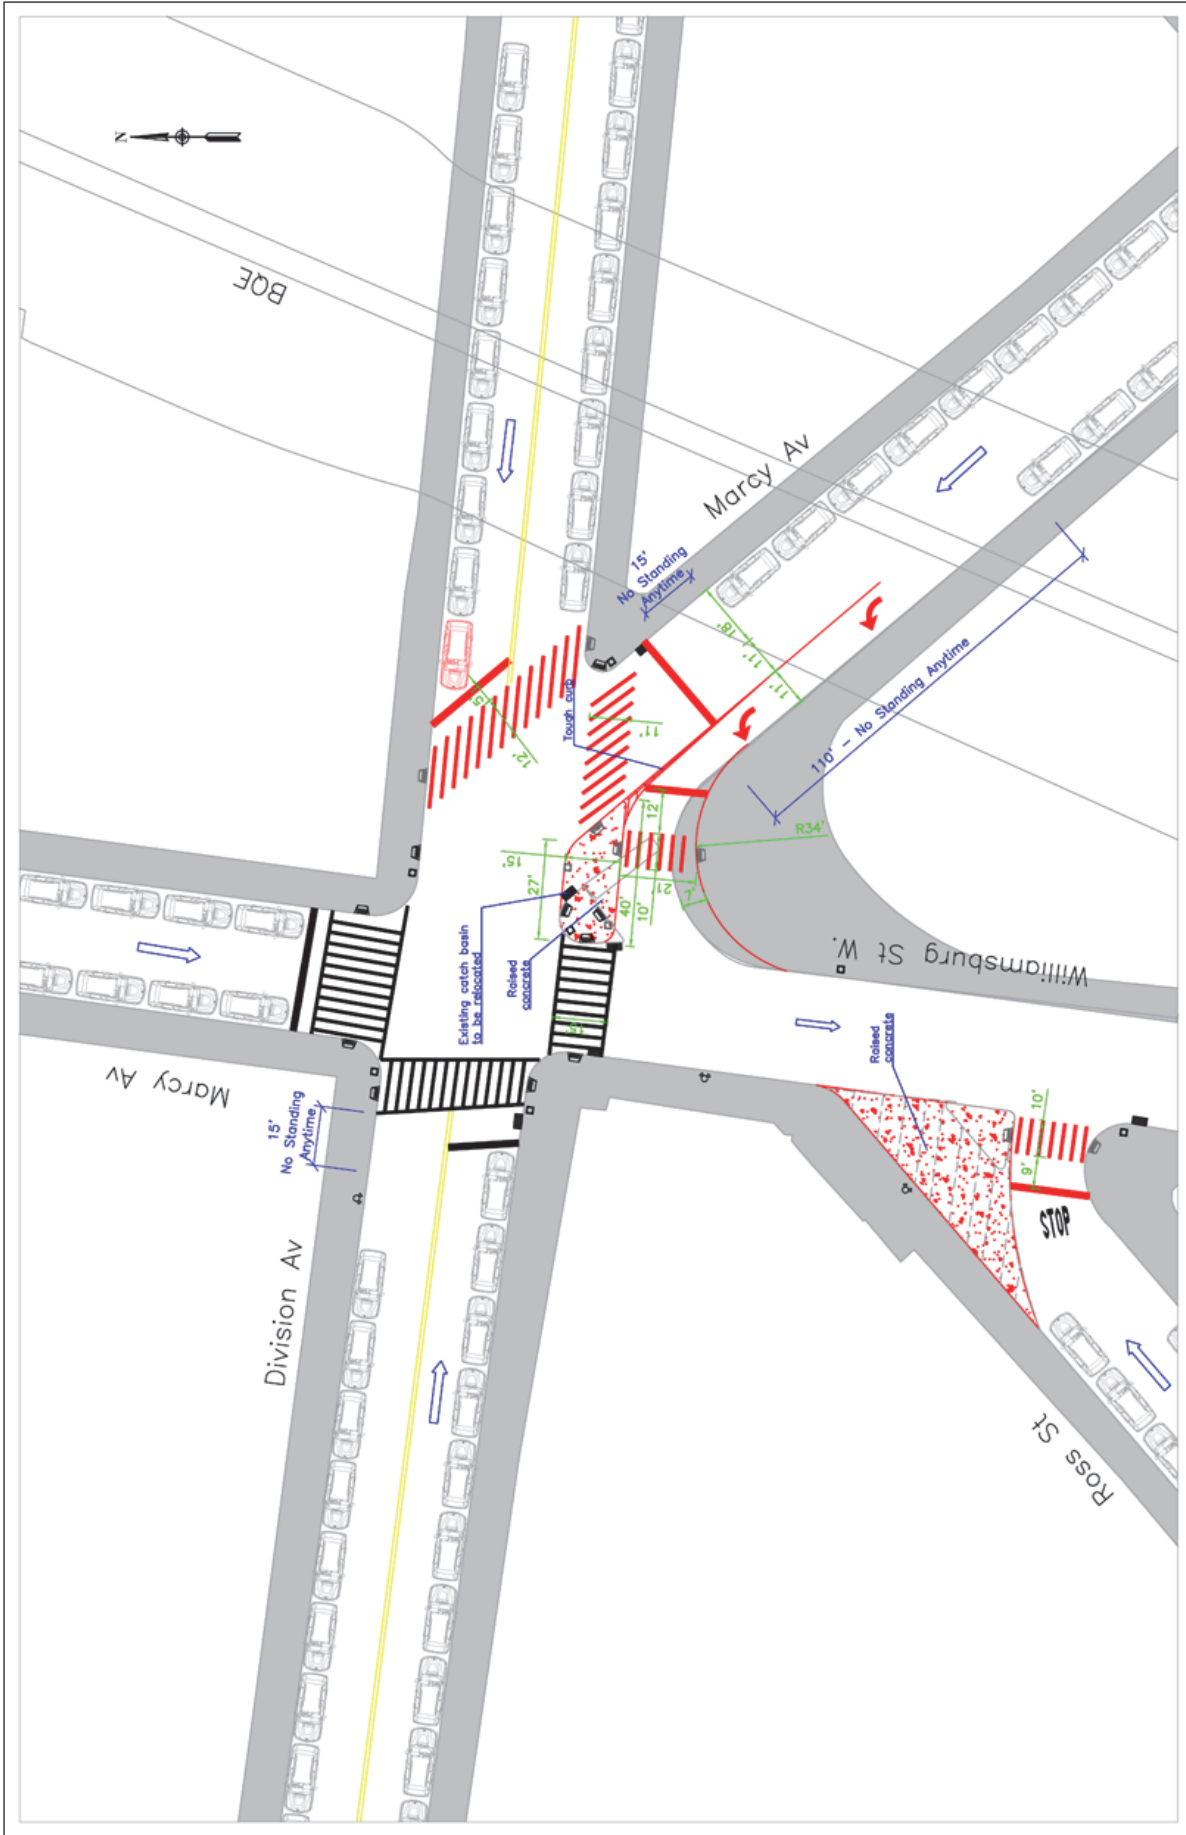 N
BQE
Marcy Av
15'
No Standing
Anytime
18'
11'
11'
110' – No Standing Anytime
5'
12'
Tough curb
11'
12'
R34'
15'
27'
21'
40'
10'
7'
Existing catch basin
to be relocated
Raised
concrete
Williamsburg St W.
Marcy Av
15'
No Standing
Anytime
Raised
concrete
10'
9'
STOP
Division Av
Ross St